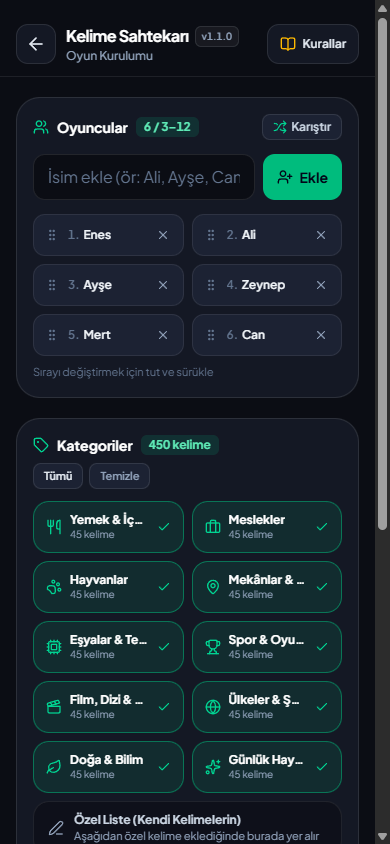 Kelime Sahtekarı v1.1.0
Oyun Kurulumu
Kurallar
Oyuncular 6 / 3–12
Karıştır
İsim ekle (ör: Ali, Ayşe, Can
Ekle
1. Enes
2. Ali
3. Ayşe
4. Zeynep
5. Mert
6. Can
Sırayı değiştirmek için tut ve sürükle
Kategoriler 450 kelime
Tümü Temizle
Yemek & İç...
45 kelime
Meslekler
45 kelime
Hayvanlar
45 kelime
Mekânlar & ...
45 kelime
Eşyalar & Te...
45 kelime
Spor & Oyu...
45 kelime
Film, Dizi & ...
45 kelime
Ülkeler & Ş...
45 kelime
Doğa & Bilim
45 kelime
Günlük Hay...
45 kelime
Özel Liste (Kendi Kelimelerin)
Aşağıdan özel kelime eklediğinde burada yer alır